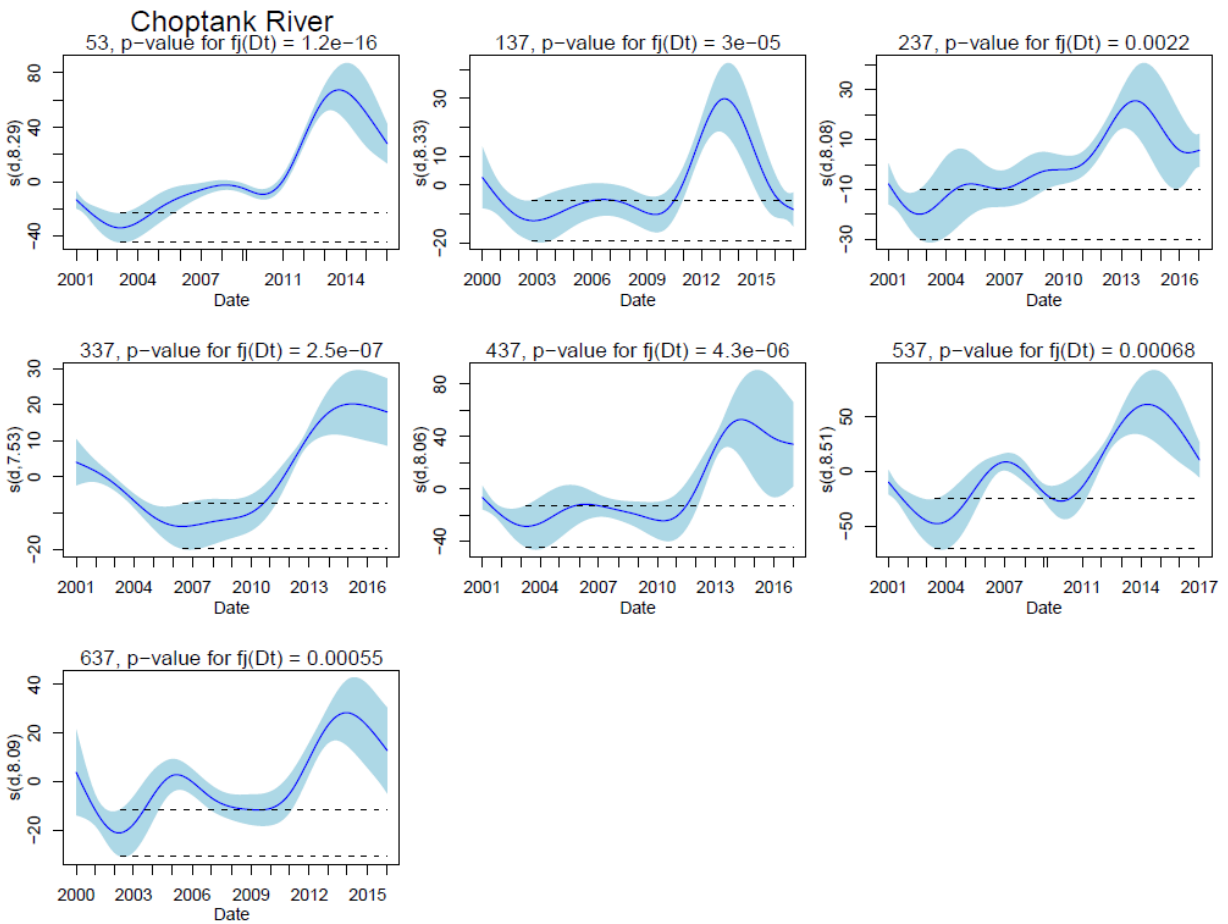 Choptank River
53, p-value for fj(Dt) = 1.2e-16
s(d,8.29)
80
40
0
-40
2001 2004 2007 2011 2014
Date
137, p-value for fj(Dt) = 3e-05
s(d,8.33)
30
10
0
-20
2000 2003 2006 2009 2012 2015
Date
237, p-value for fj(Dt) = 0.0022
s(d,8.08)
30
10
-10
-30
2001 2004 2007 2010 2013 2016
Date
337, p-value for fj(Dt) = 2.5e-07
s(d,7.53)
30
20
10
0
-20
2001 2004 2007 2010 2013 2016
Date
437, p-value for fj(Dt) = 4.3e-06
s(d,8.06)
80
40
0
-40
2001 2004 2007 2010 2013 2016
Date
537, p-value for fj(Dt) = 0.00068
s(d,8.51)
50
0
-50
2001 2004 2007 2011 2014 2017
Date
637, p-value for fj(Dt) = 0.00055
s(d,8.09)
40
20
0
-20
2000 2003 2006 2009 2012 2015
Date